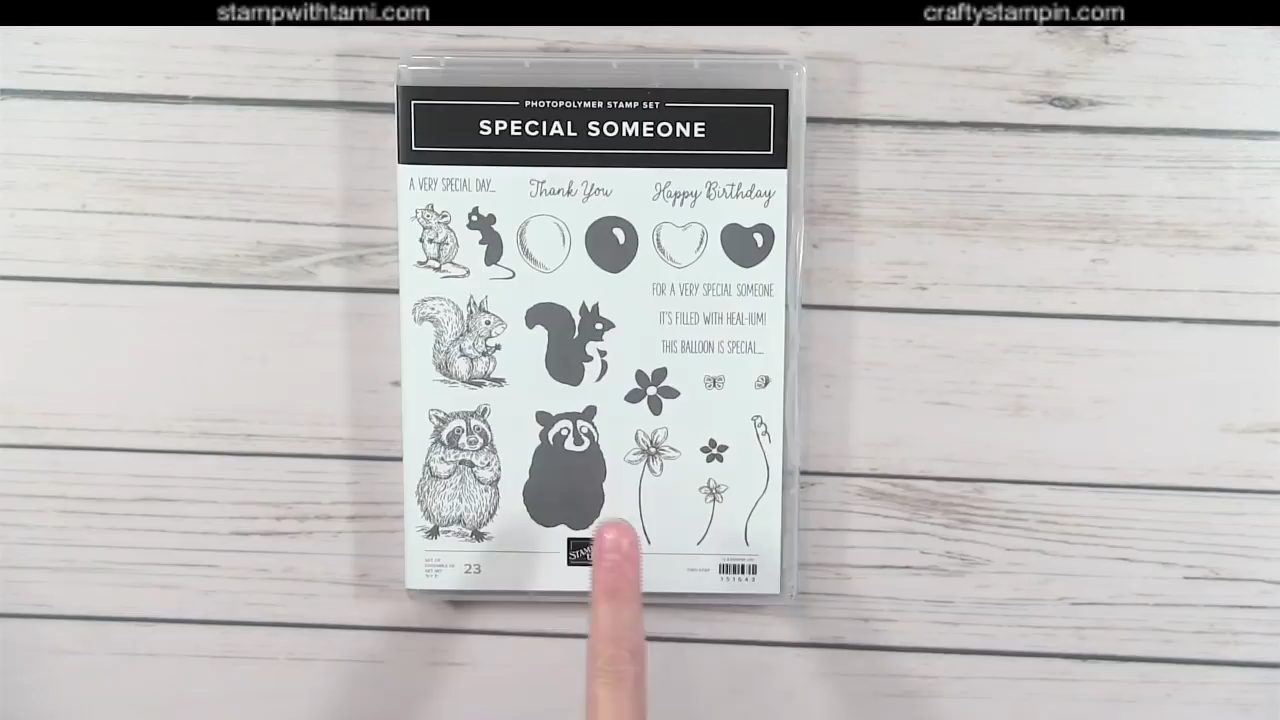 stampwithtami.com
craftystampin.com
PHOTOPOLYMER STAMP SET
SPECIAL SOMEONE
A VERY SPECIAL DAY...
Thank You
Happy Birthday
FOR A VERY SPECIAL SOMEONE
IT'S FILLED WITH HEAL-IUM!
THIS BALLOON IS SPECIAL...
23